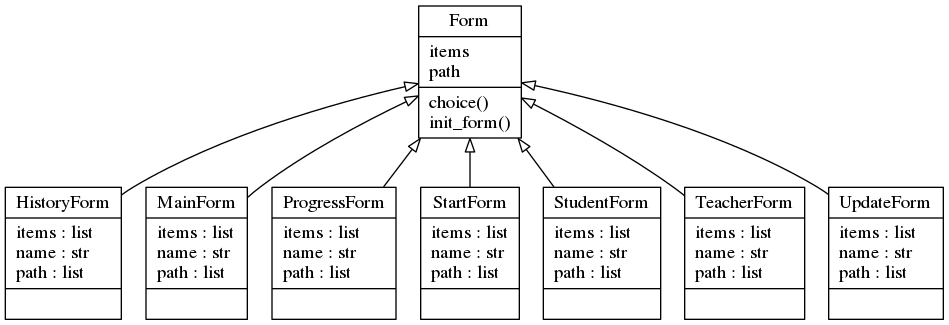 Form
items
path
choice()
init_form()
HistoryForm
items : list
name : str
path : list
MainForm
items : list
name : str
path : list
ProgressForm
items : list
name : str
path : list
StartForm
items : list
name : str
path : list
StudentForm
items : list
name : str
path : list
TeacherForm
items : list
name : str
path : list
UpdateForm
items : list
name : str
path : list